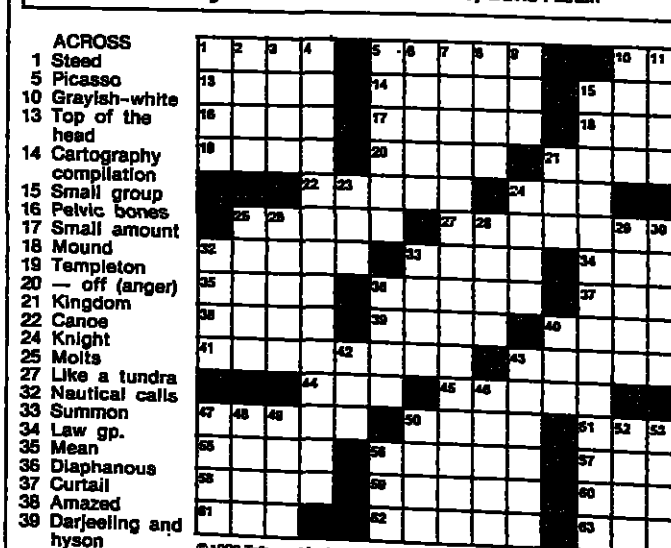 ACROSS
1 Steed
5 Picasso
10 Grayish-white
13 Top of the
head
14 Cartography
compilation
15 Small group
16 Pelvic bones
17 Small amount
18 Mound
19 Templeton
20 — off (anger)
21 Kingdom
22 Canoe
24 Knight
25 Molts
27 Like a tundra
32 Nautical calls
33 Summon
34 Law gp.
35 Mean
36 Diaphanous
37 Curtail
38 Amazed
39 Darjeeling and
hyson
1 2 3 4 5 6 7 8 9 10 11
13 14 15
16 17 18
19 20 21
22 23 24
25 26 27 28 29 30
32 33 34
35 36 37
38 39 40
41 42 43
44 45 46
47 48 49 50 51 52 53
55 56 57
58 59 60
61 62 63